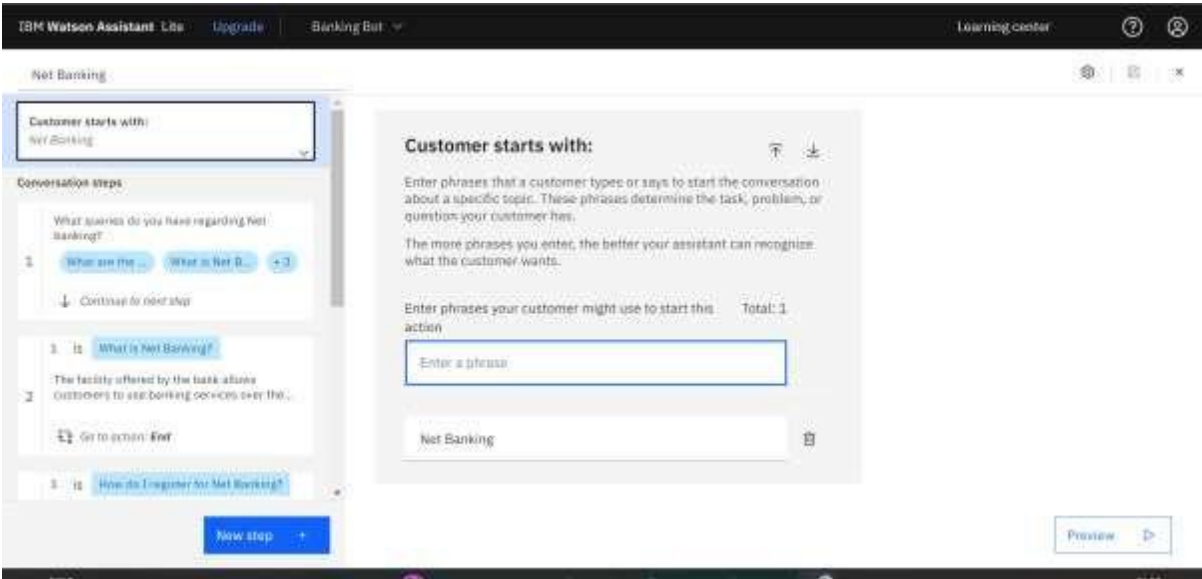 IBM Watson Assistant Lite Upgrade Banking Bot Learning center
Net Banking
Customer starts with:
Net Banking
Conversation steps
What queries do you have regarding Net
Banking?
1 What are the ... What is Net B... + 3
Continue to next step
1 is What is Net Banking?
The facility offered by the bank allows
2 customers to use banking services over the...
Go to action: End
1 is How do I register for Net Banking?
New step +
Customer starts with:
Enter phrases that a customer types or says to start the conversation
about a specific topic. These phrases determine the task, problem, or
question your customer has.
The more phrases you enter, the better your assistant can recognize
what the customer wants.
Enter phrases your customer might use to start this Total: 1
action
Enter a phrase
Net Banking
Preview